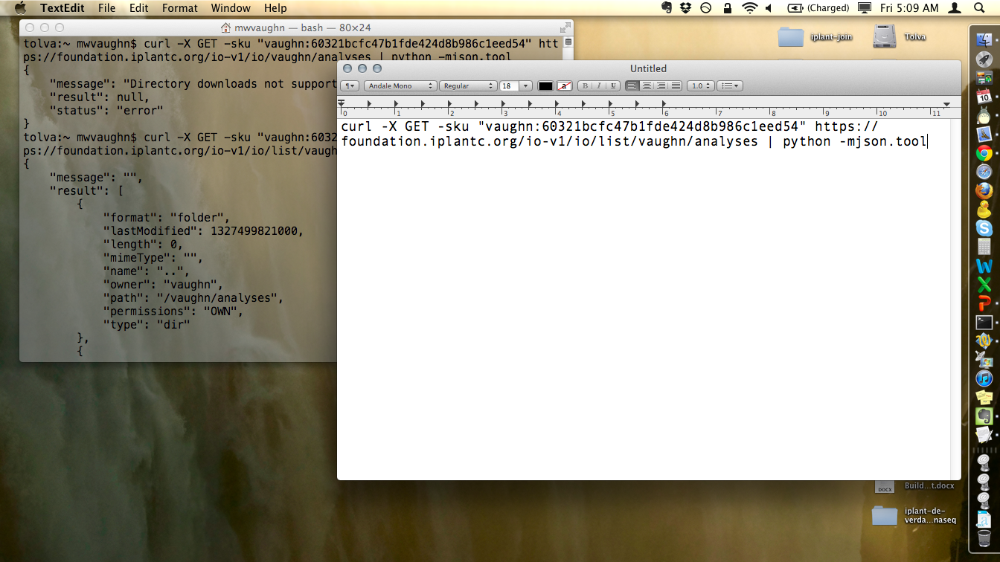 TextEdit File Edit Format Window Help (Charged) Fri 5:09 AM
mwvaughn — bash — 80×24
tolva:~ mwvaughn$ curl -X GET -sku "vaughn:60321bcfc47b1fde424d8b986c1eed54" htt
ps://foundation.iplantc.org/io-v1/io/vaughn/analyses | python -mjson.tool
{
"message": "Directory downloads not support
"result": null,
"status": "error"
}
tolva:~ mwvaughn$ curl -X GET -sku "vaughn:6032
ps://foundation.iplantc.org/io-v1/io/list/vaugh
{
"message": "",
"result": [
{
"format": "folder",
"lastModified": 1327499821000,
"length": 0,
"mimeType": "",
"name": "..",
"owner": "vaughn",
"path": "/vaughn/analyses",
"permissions": "OWN",
"type": "dir"
},
{
Untitled
Andale Mono Regular 18 a B I U 1.0
0 1 2 3 4 5 6 7 8 9 10 11
curl -X GET -sku "vaughn:60321bcfc47b1fde424d8b986c1eed54" https://
foundation.iplantc.org/io-v1/io/list/vaughn/analyses | python -mjson.tool
iplant-join
Tolva
10
DOCX
Build...t.docx
iplant-de-
verda...naseq